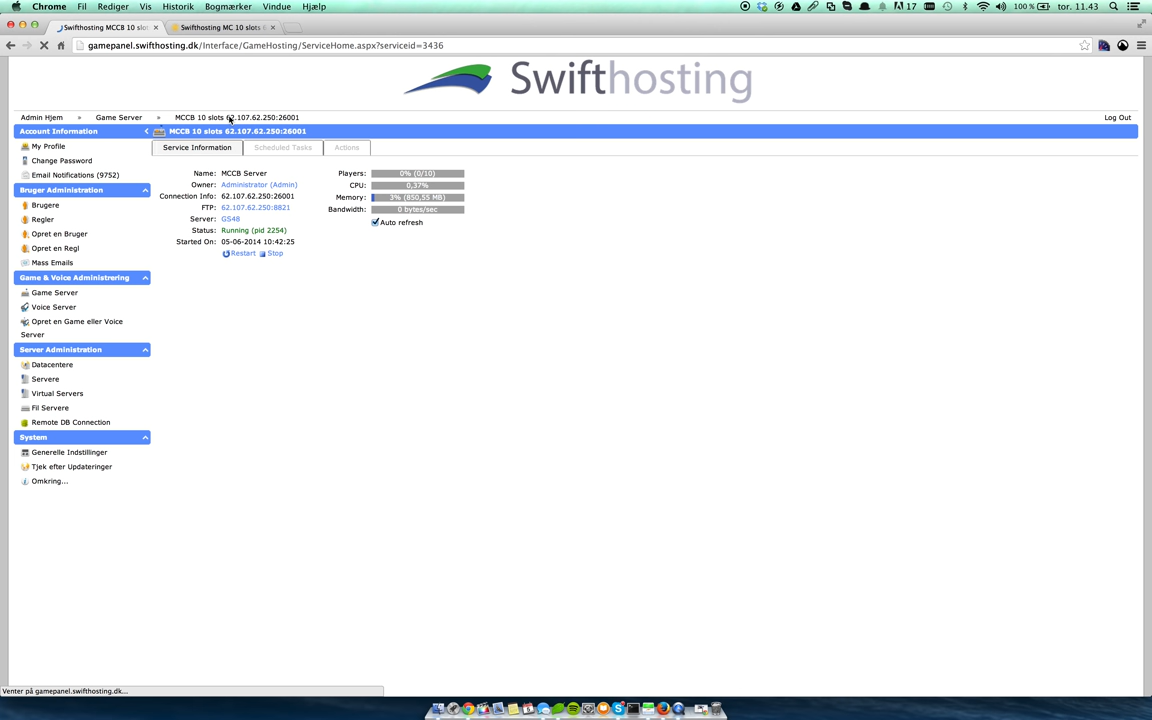 Chrome Fil Rediger Vis Historik Bogmærker Vindue Hjælp 17 100 % tor. 11.43
Swifthosting MCCB 10 slot Swifthosting MC 10 slots 6
gamepanel.swifthosting.dk/Interface/GameHosting/ServiceHome.aspx?serviceid=3436
Swifthosting
Admin Hjem » Game Server » MCCB 10 slots 62.107.62.250:26001 Log Out
Account Information
My Profile
Change Password
Email Notifications (9752)
Bruger Administration
Brugere
Regler
Opret en Bruger
Opret en Regl
Mass Emails
Game & Voice Administrering
Game Server
Voice Server
Opret en Game eller Voice
Server
Server Administration
Datacentere
Servere
Virtual Servers
Fil Servere
Remote DB Connection
System
Generelle Indstillinger
Tjek efter Updateringer
Omkring...
MCCB 10 slots 62.107.62.250:26001
Service Information Scheduled Tasks Actions
Name: MCCB Server
Owner: Administrator (Admin)
Connection Info: 62.107.62.250:26001
FTP: 62.107.62.250:8821
Server: GS48
Status: Running (pid 2254)
Started On: 05-06-2014 10:42:25
Restart Stop
Players: 0% (0/10)
CPU: 0,37%
Memory: 3% (850,55 MB)
Bandwidth: 0 bytes/sec
Auto refresh
Venter på gamepanel.swifthosting.dk...